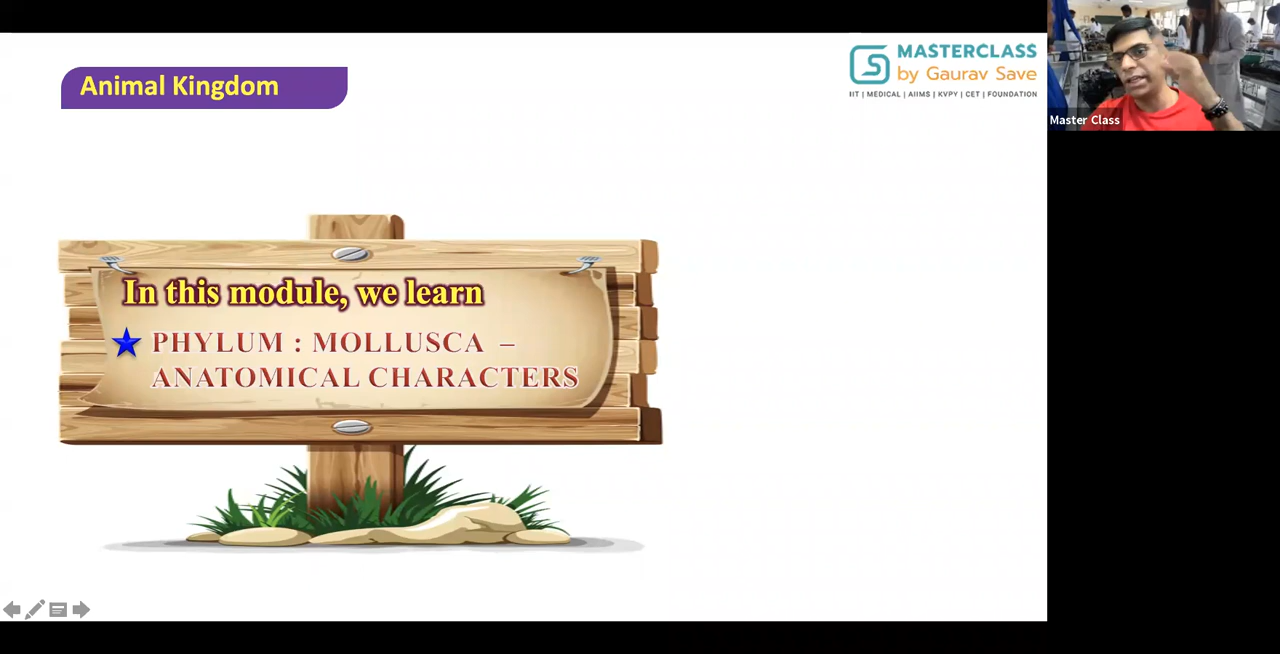 Animal Kingdom
MASTERCLASS
by Gaurav Save
IIT | MEDICAL | AIIMS | KVPY | CET | FOUNDATION
Master Class
In this module, we learn
PHYLUM : MOLLUSCA –
ANATOMICAL CHARACTERS